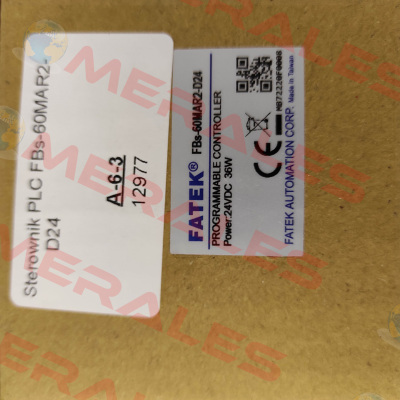 Sterownik PLC FBs-60MAR2-
D24
A-6-3
12977
FATEK®
FBs-60MAR2-D24
PROGRAMMABLE CONTROLLER
Power:24VDC 36W
CE
FATEK AUTOMATION CORP.
Made in Taiwan
MERALES
MERALES
MERALES